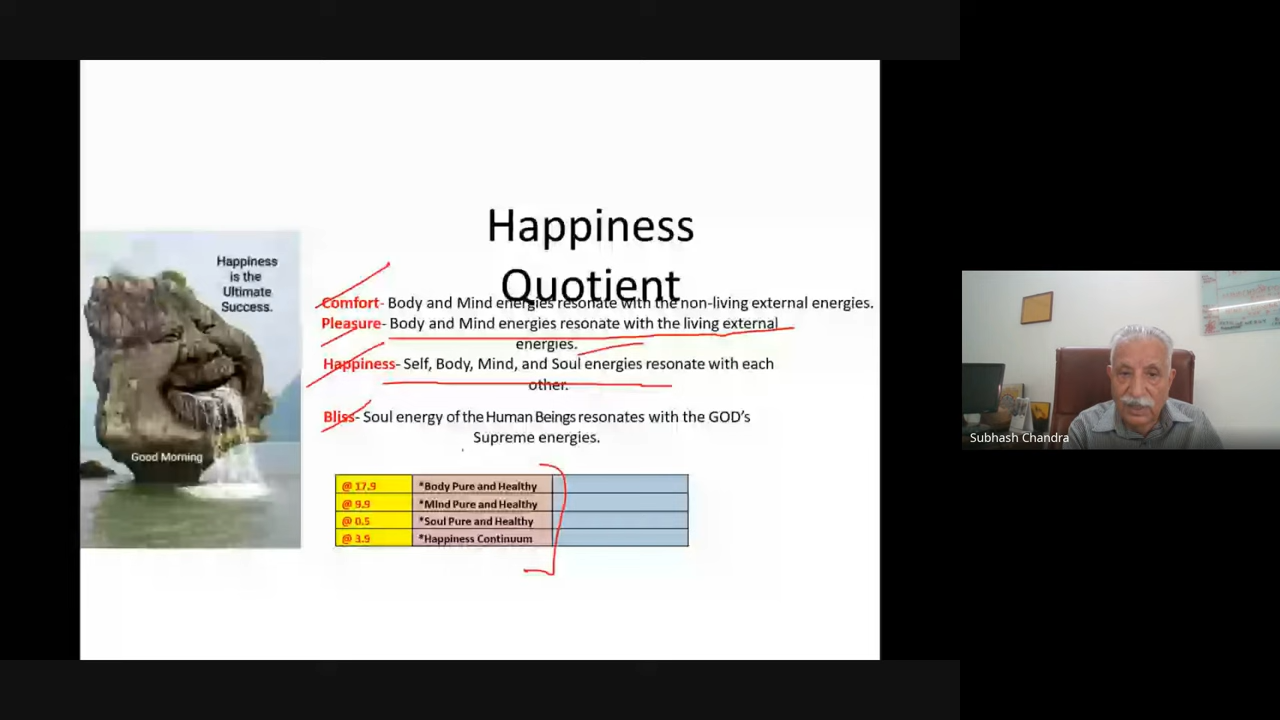 Happiness
Quotient
Happiness
is the
Ultimate
Success.
Good Morning
Comfort- Body and Mind energies resonate with the non-living external energies.
Pleasure- Body and Mind energies resonate with the living external
energies.
Happiness- Self, Body, Mind, and Soul energies resonate with each
other.
Bliss- Soul energy of the Human Beings resonates with the GOD's
Supreme energies.
@ 17.9 *Body Pure and Healthy
@ 9.9 *Mind Pure and Healthy
@ 0.5 *Soul Pure and Healthy
@ 3.9 *Happiness Continuum
Subhash Chandra